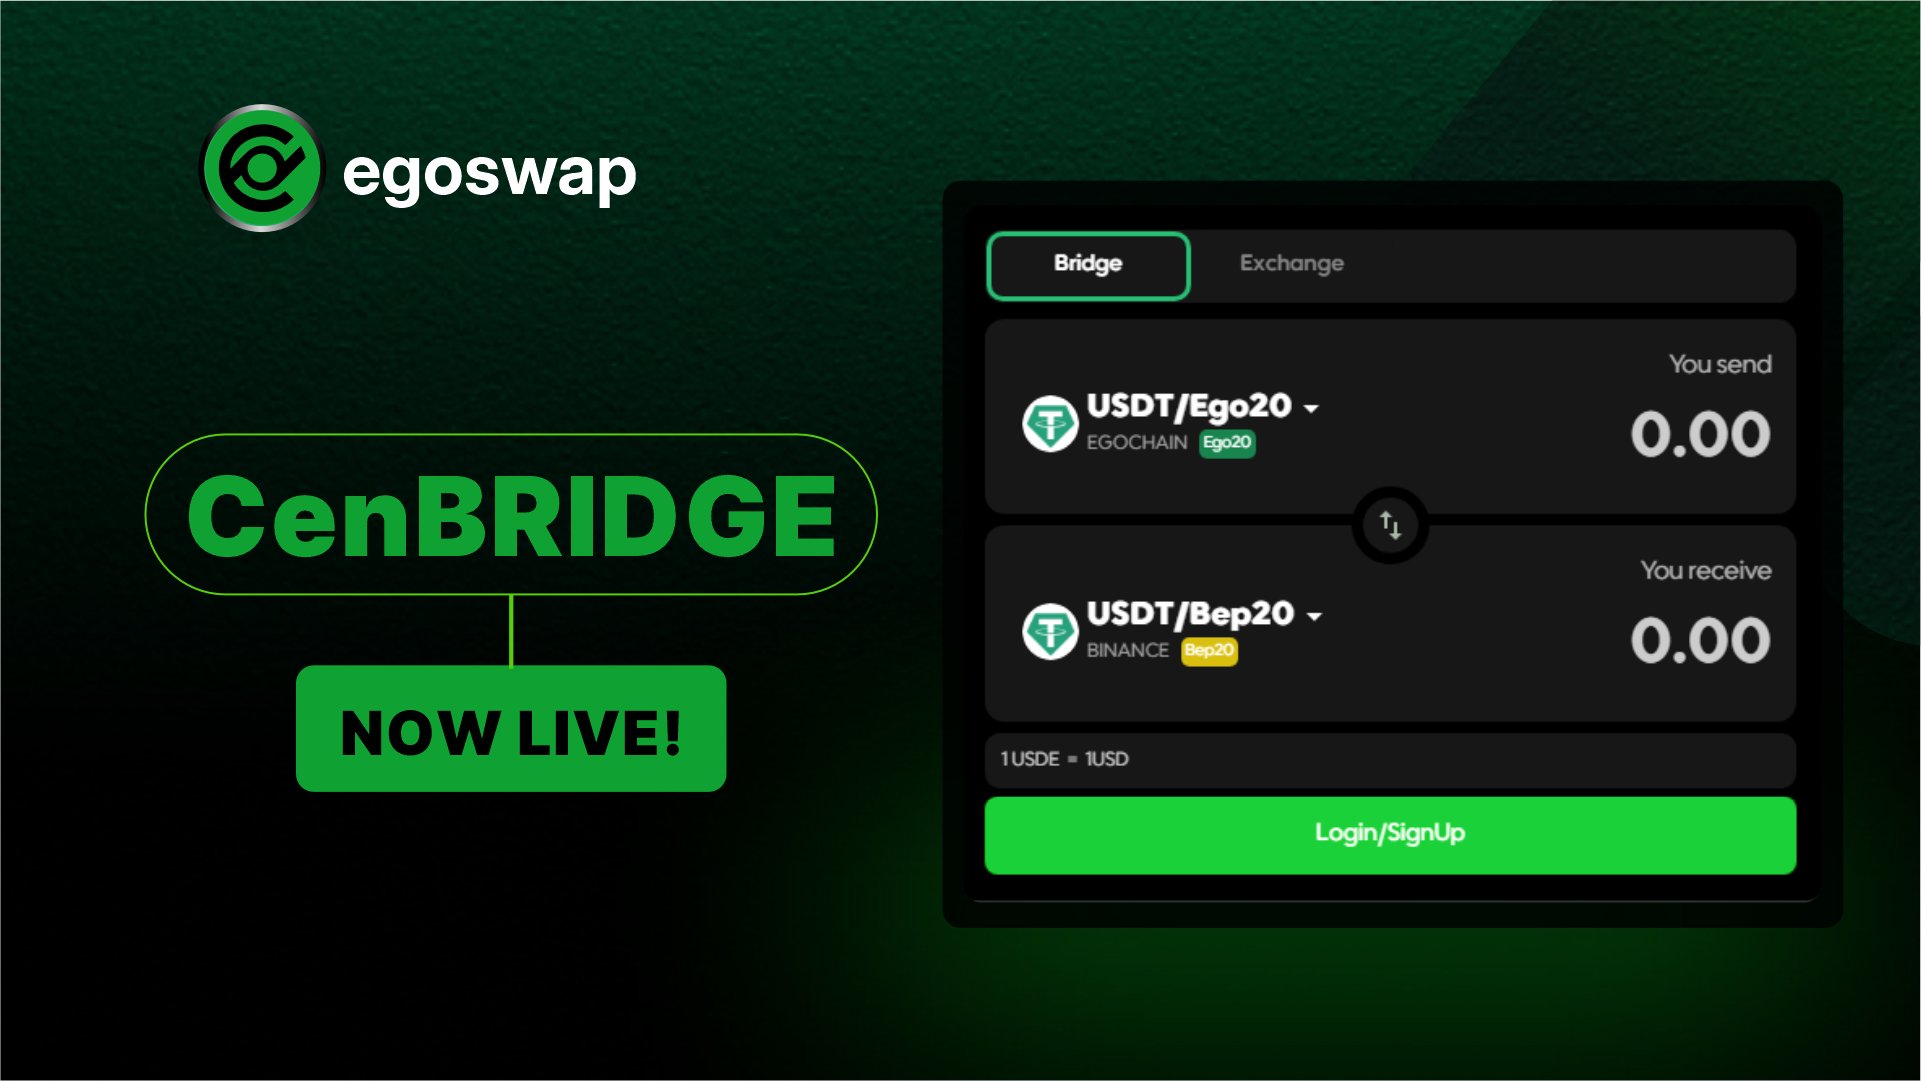 egoswap
CenBRIDGE
NOW LIVE!
Bridge
Exchange
You send
USDT/Ego20
EGOCHAIN Ego20
0.00
You receive
USDT/Bep20
BINANCE Bep20
0.00
1 USDE = 1USD
Login/SignUp